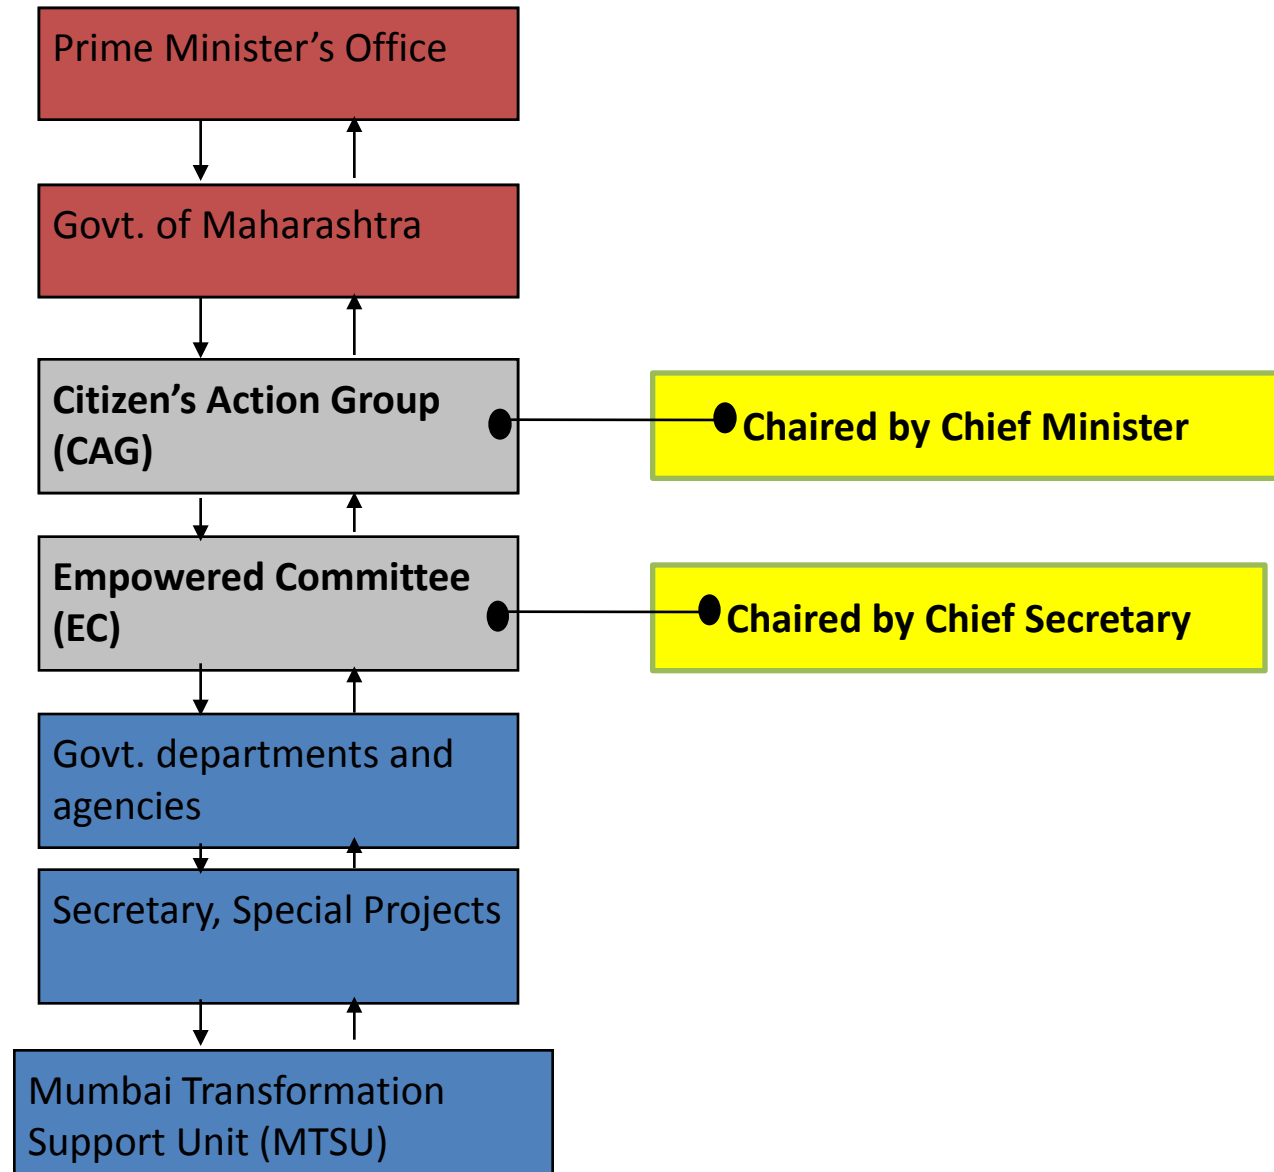 Prime Minister’s Office
Govt. of Maharashtra
Citizen’s Action Group
(CAG)
Chaired by Chief Minister
Empowered Committee
(EC)
Chaired by Chief Secretary
Govt. departments and
agencies
Secretary, Special Projects
Mumbai Transformation
Support Unit (MTSU)